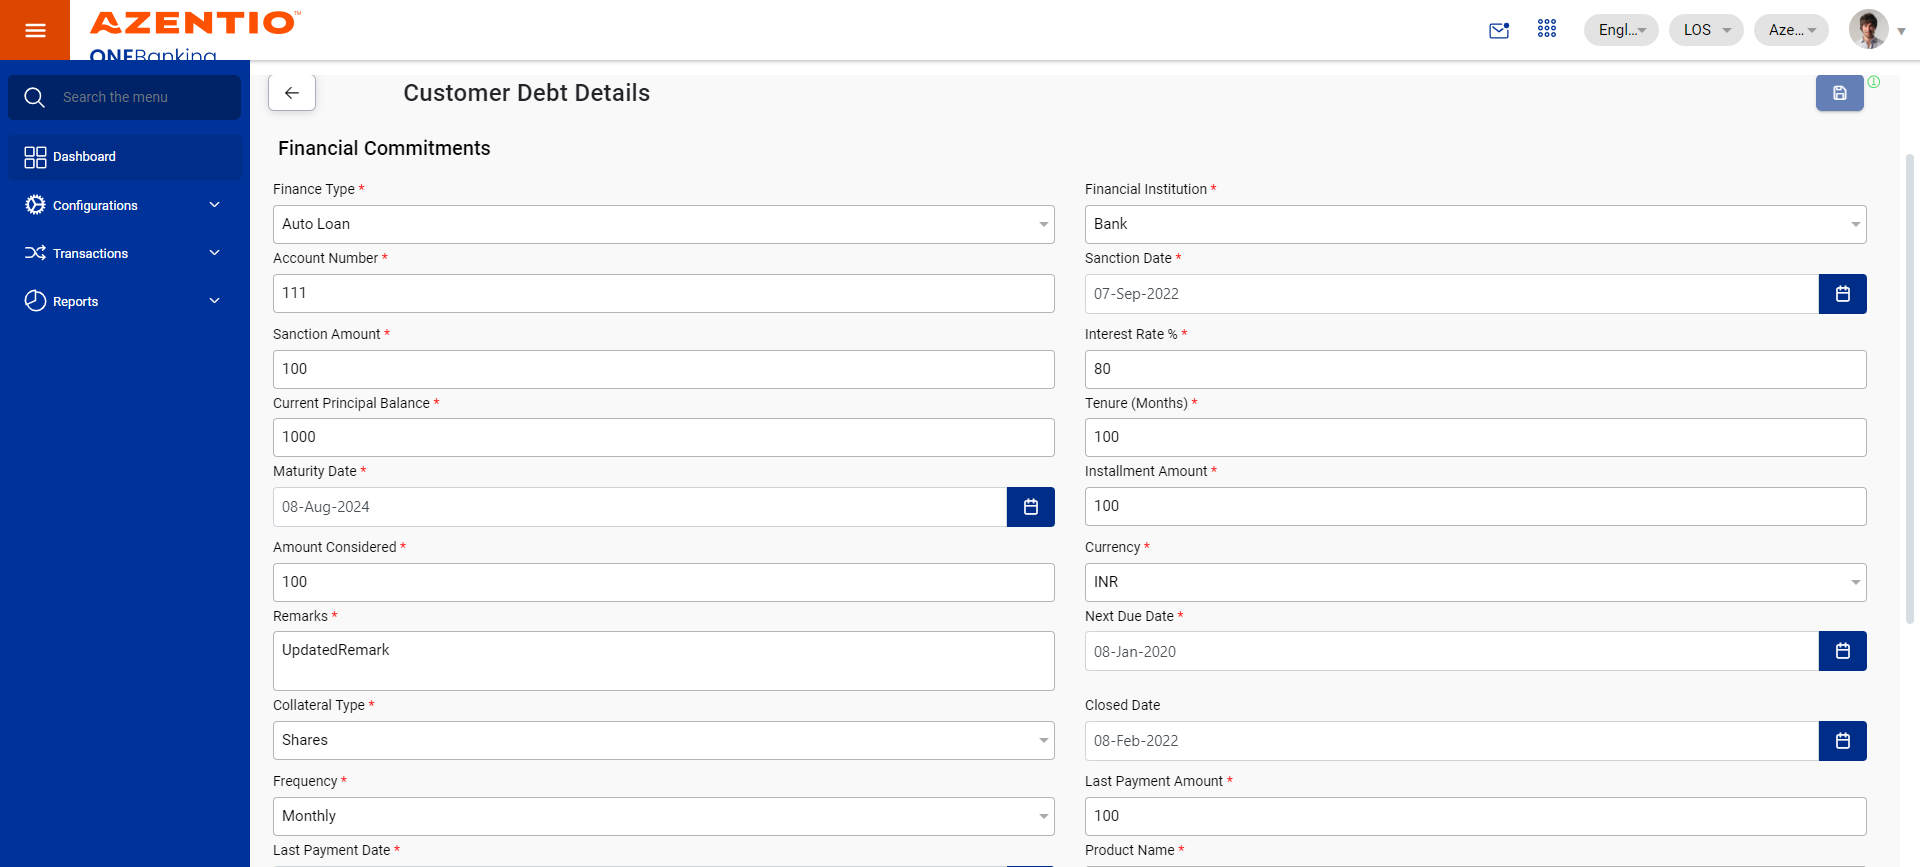 AZENTIO™
ONEBanking
Engl...
LOS
Aze...
Search the menu
Dashboard
Configurations
Transactions
Reports
Customer Debt Details
Financial Commitments
Finance Type *
Financial Institution *
Auto Loan
Bank
Account Number *
Sanction Date *
111
07-Sep-2022
Sanction Amount *
Interest Rate % *
100
80
Current Principal Balance *
Tenure (Months) *
1000
100
Maturity Date *
Installment Amount *
08-Aug-2024
100
Amount Considered *
Currency *
100
INR
Remarks *
Next Due Date *
UpdatedRemark
08-Jan-2020
Collateral Type *
Closed Date
Shares
08-Feb-2022
Frequency *
Last Payment Amount *
Monthly
100
Last Payment Date *
Product Name *